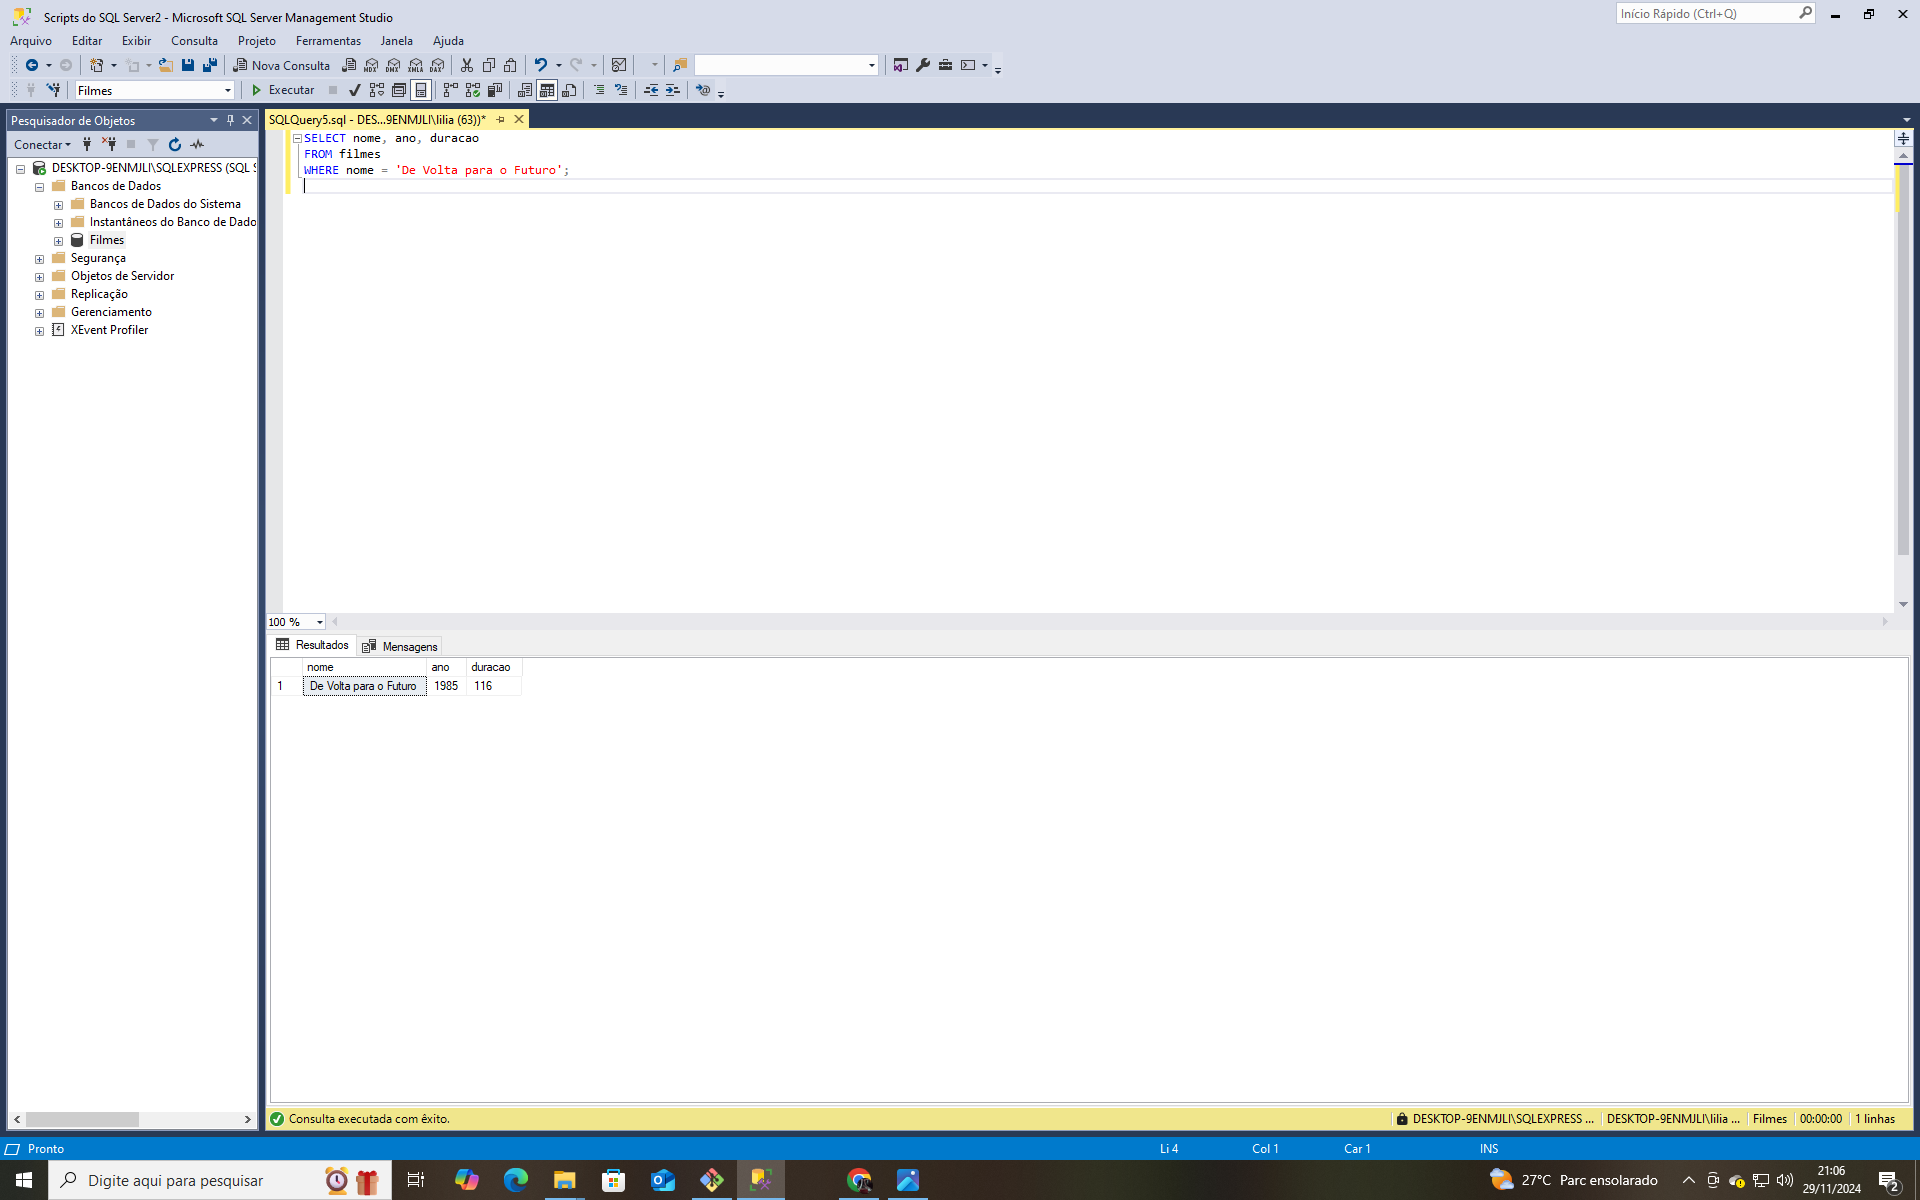 Scripts do SQL Server2 - Microsoft SQL Server Management Studio
Início Rápido (Ctrl+Q)
Arquivo Editar Exibir Consulta Projeto Ferramentas Janela Ajuda
Nova Consulta
MDX DMX XMLA DAX
Filmes
Executar
Pesquisador de Objetos
SQLQuery5.sql - DES...9ENMJLI\lilia (63))*
Conectar
DESKTOP-9ENMJLI\SQLEXPRESS (SQL S
Bancos de Dados
Bancos de Dados do Sistema
Instantâneos do Banco de Dado
Filmes
Segurança
Objetos de Servidor
Replicação
Gerenciamento
XEvent Profiler
SELECT nome, ano, duracao
FROM filmes
WHERE nome = 'De Volta para o Futuro';
100 %
Resultados Mensagens
nome ano duracao
1 De Volta para o Futuro 1985 116
Consulta executada com êxito.
DESKTOP-9ENMJLI\SQLEXPRESS ... DESKTOP-9ENMJLI\lilia ... Filmes 00:00:00 1 linhas
Pronto
Li 4 Col 1 Car 1 INS
Digite aqui para pesquisar
27°C Parc ensolarado
21:06
29/11/2024
2